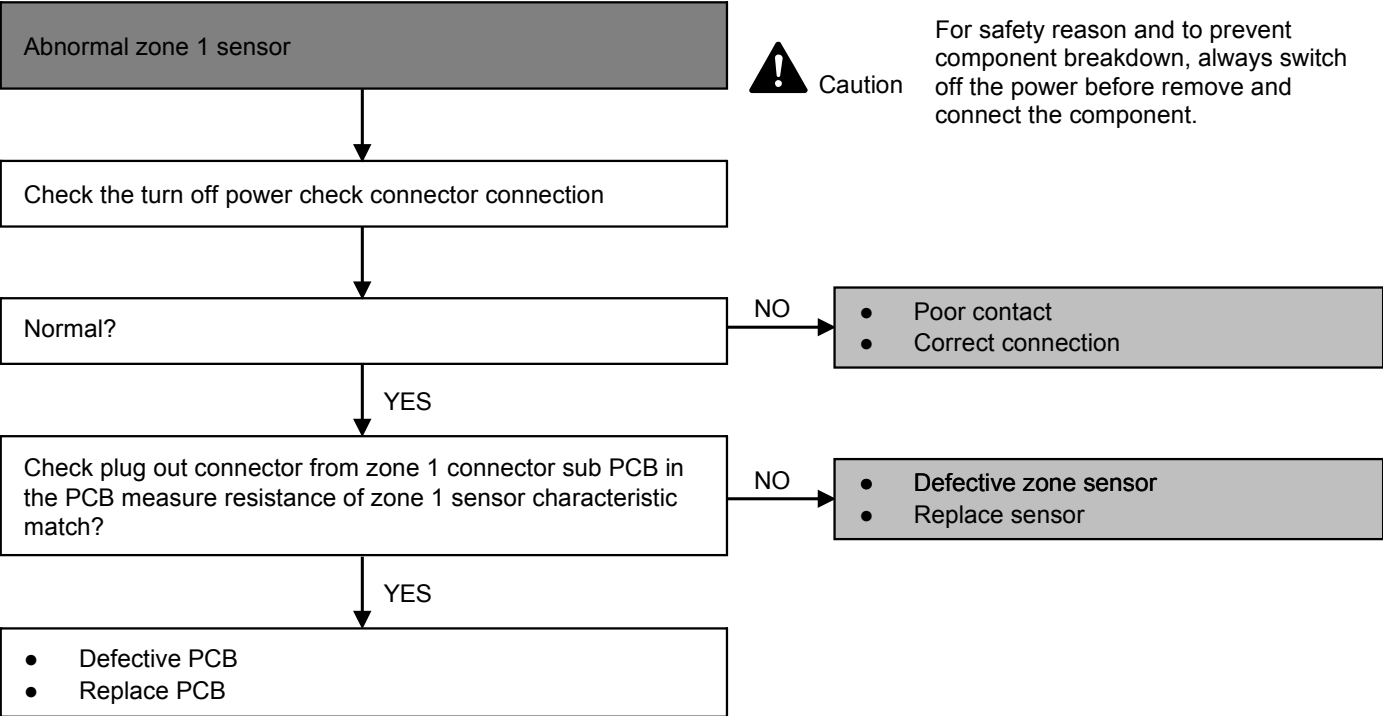 Abnormal zone 1 sensor
Caution
For safety reason and to prevent
component breakdown, always switch
off the power before remove and
connect the component.
Check the turn off power check connector connection
Normal?
NO
● Poor contact
● Correct connection
YES
Check plug out connector from zone 1 connector sub PCB in
the PCB measure resistance of zone 1 sensor characteristic
match?
NO
● Defective zone sensor
● Replace sensor
YES
● Defective PCB
● Replace PCB